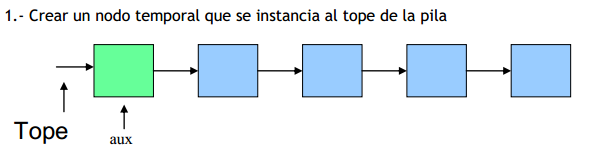 1.- Crear un nodo temporal que se instancia al tope de la pila
Tope
aux